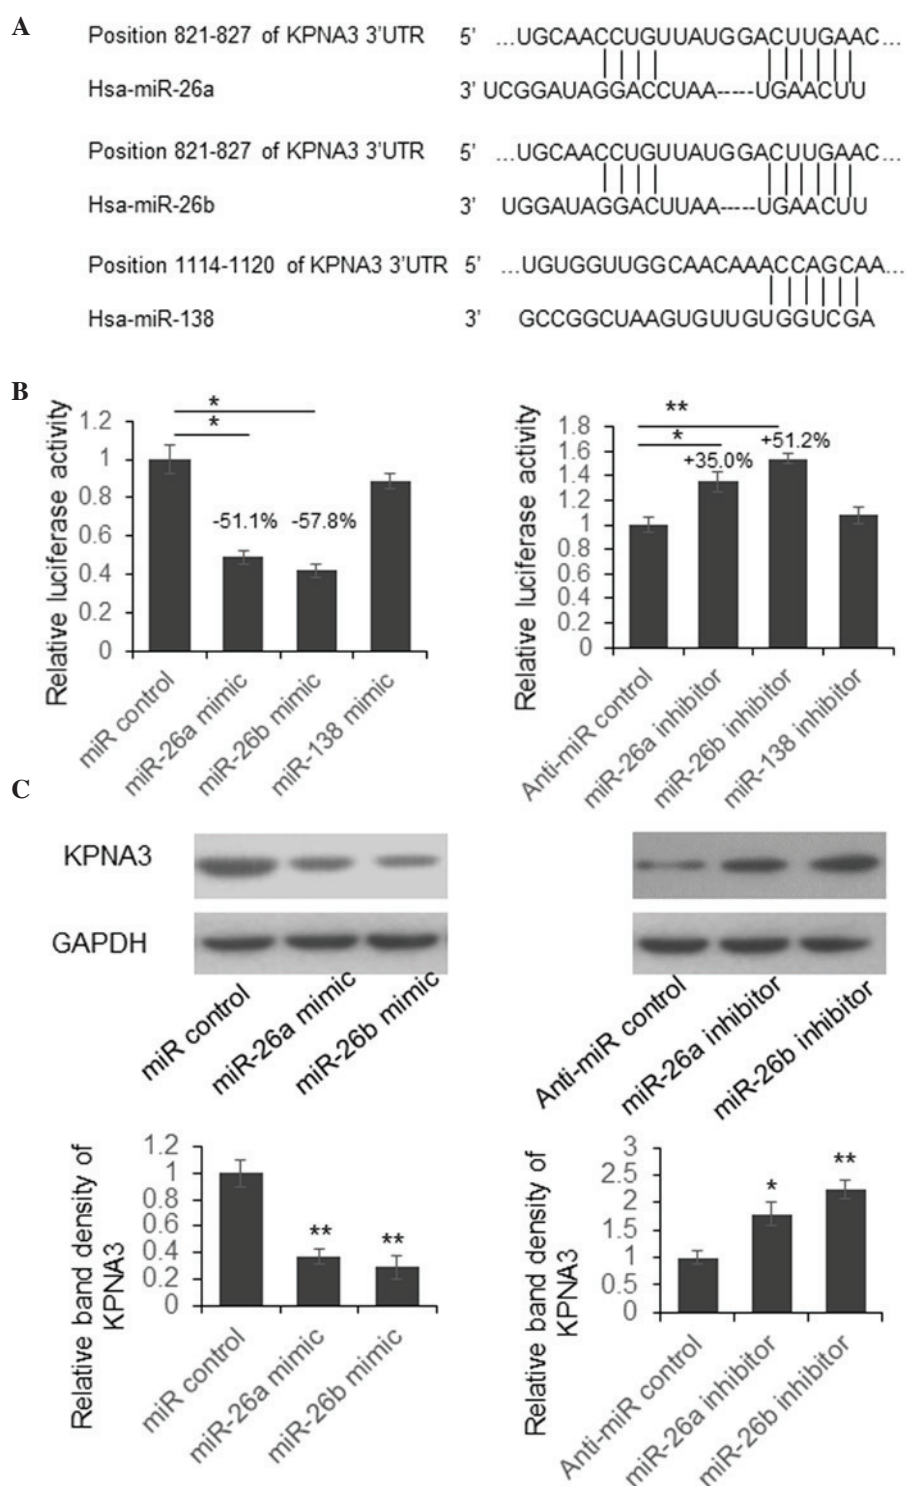 A
Position 821-827 of KPNA3 3'UTR 5' ...UGCAACCUGUUAUGGACUUGAAC...
Hsa-miR-26a 3' UCGGAUAGGACCUAA-----UGAACUU
Position 821-827 of KPNA3 3'UTR 5' ...UGCAACCUGUUAUGGACUUGAAC...
Hsa-miR-26b 3' UGGAUAGGACUUAA-----UGAACUU
Position 1114-1120 of KPNA3 3'UTR 5' ...UGUGGUUGGCAACAAACCAGCAA...
Hsa-miR-138 3' GCCGGCUAAGUGUUGUGGUCGA
B
Relative luciferase activity
1.2
1
0.8
0.6
0.4
0.2
0
*
*
-51.1% -57.8%
miR control
miR-26a mimic
miR-26b mimic
miR-138 mimic
Relative luciferase activity
1.8
1.6
1.4
1.2
1
0.8
0.6
0.4
0.2
0
**
*
+35.0%
+51.2%
Anti-miR control
miR-26a inhibitor
miR-26b inhibitor
miR-138 inhibitor
C
KPNA3
GAPDH
miR control
miR-26a mimic
miR-26b mimic
Anti-miR control
miR-26a inhibitor
miR-26b inhibitor
Relative band density of
KPNA3
1.2
1
0.8
0.6
0.4
0.2
0
**
**
miR control
miR-26a mimic
miR-26b mimic
Relative band density of
KPNA3
3
2.5
2
1.5
1
0.5
0
*
**
Anti-miR control
miR-26a inhibitor
miR-26b inhibitor